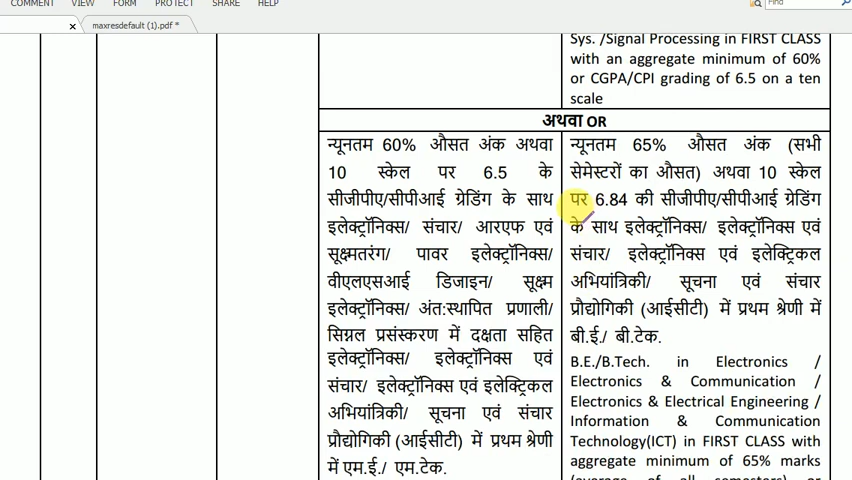 COMMENT VIEW FORM PROTECT SHARE HELP
Find
maxresdefault (1).pdf *
Sys. /Signal Processing in FIRST CLASS
with an aggregate minimum of 60%
or CGPA/CPI grading of 6.5 on a ten
scale
अथवा OR
न्यूनतम 60% औसत अंक अथवा
10 स्केल पर 6.5 के
सीजीपीए/सीपीआई ग्रेडिंग के साथ
इलेक्ट्रॉनिक्स/ संचार/ आरएफ एवं
सूक्ष्मतरंग/ पावर इलेक्ट्रॉनिक्स/
वीएलएसआई डिजाइन/ सूक्ष्म
इलेक्ट्रॉनिक्स/ अंत:स्थापित प्रणाली/
सिग्नल प्रसंस्करण में दक्षता सहित
इलेक्ट्रॉनिक्स/ इलेक्ट्रॉनिक्स एवं
संचार/ इलेक्ट्रॉनिक्स एवं इलेक्ट्रिकल
अभियांत्रिकी/ सूचना एवं संचार
प्रौद्योगिकी (आईसीटी) में प्रथम श्रेणी
में एम.ई./ एम.टेक.
न्यूनतम 65% औसत अंक (सभी
सेमेस्टरों का औसत) अथवा 10 स्केल
पर 6.84 की सीजीपीए/सीपीआई ग्रेडिंग
के साथ इलेक्ट्रॉनिक्स/ इलेक्ट्रॉनिक्स एवं
संचार/ इलेक्ट्रॉनिक्स एवं इलेक्ट्रिकल
अभियांत्रिकी/ सूचना एवं संचार
प्रौद्योगिकी (आईसीटी) में प्रथम श्रेणी में
बी.ई./ बी.टेक.
B.E./B.Tech. in Electronics /
Electronics & Communication /
Electronics & Electrical Engineering /
Information & Communication
Technology(ICT) in FIRST CLASS with
aggregate minimum of 65% marks
(average of all semesters) or